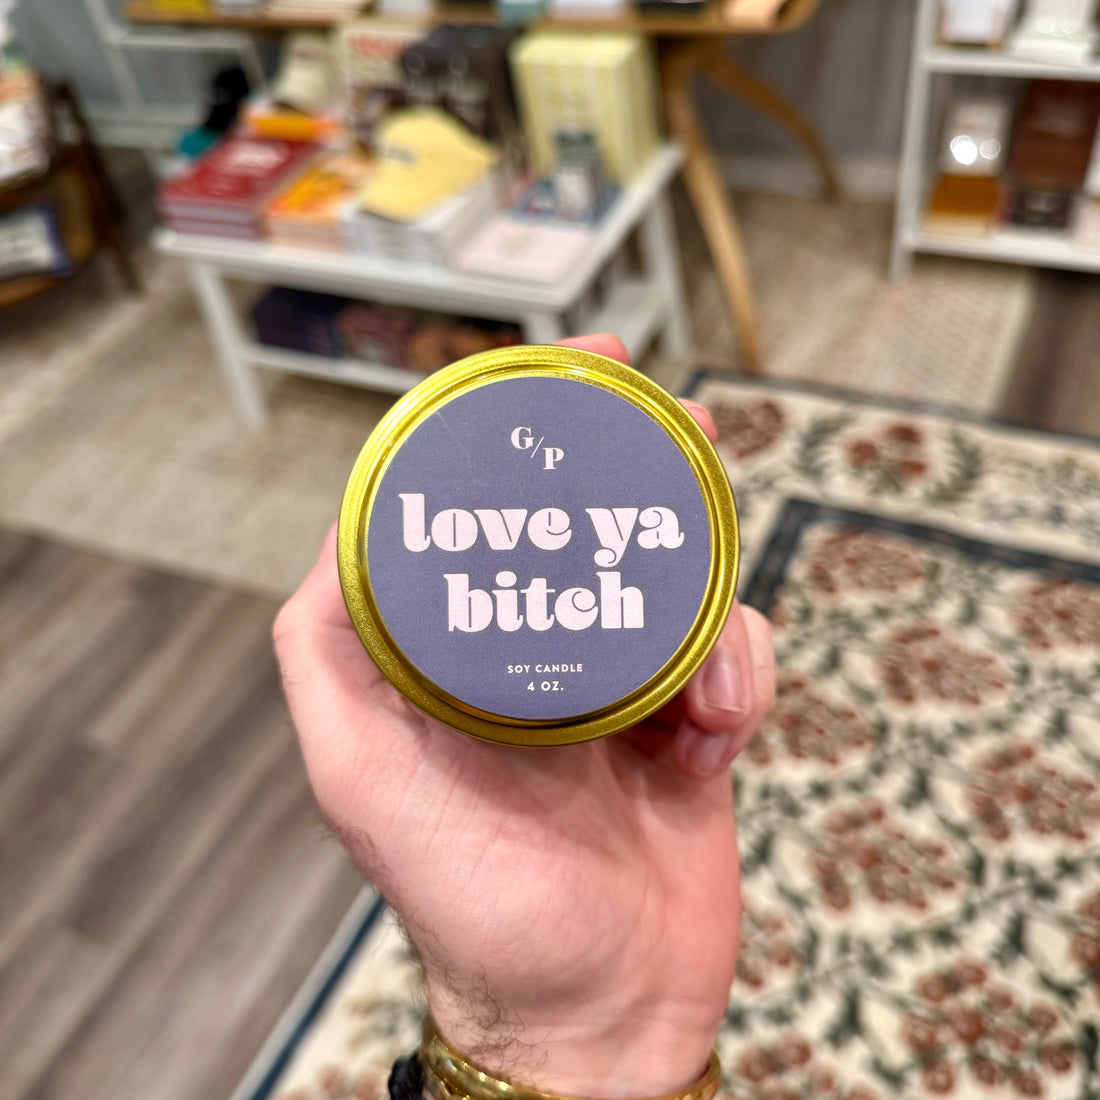 G/P
love ya
bitch
SOY CANDLE
4 OZ.